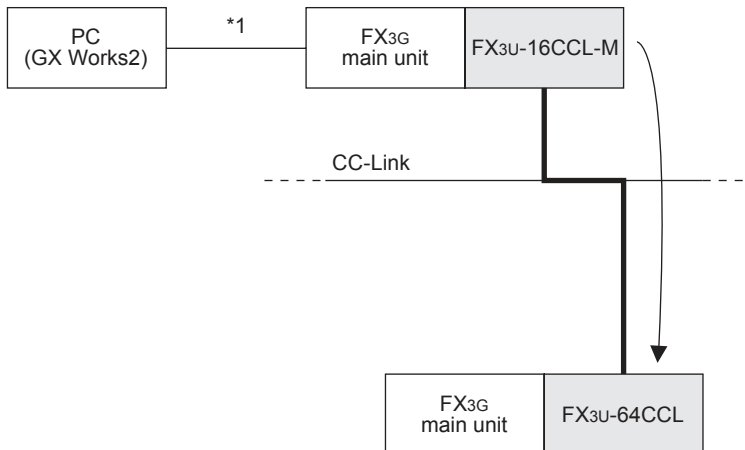 PC
(GX Works2)
*1
FX3G
main unit
FX3U-16CCL-M
CC-Link
FX3G
main unit
FX3U-64CCL